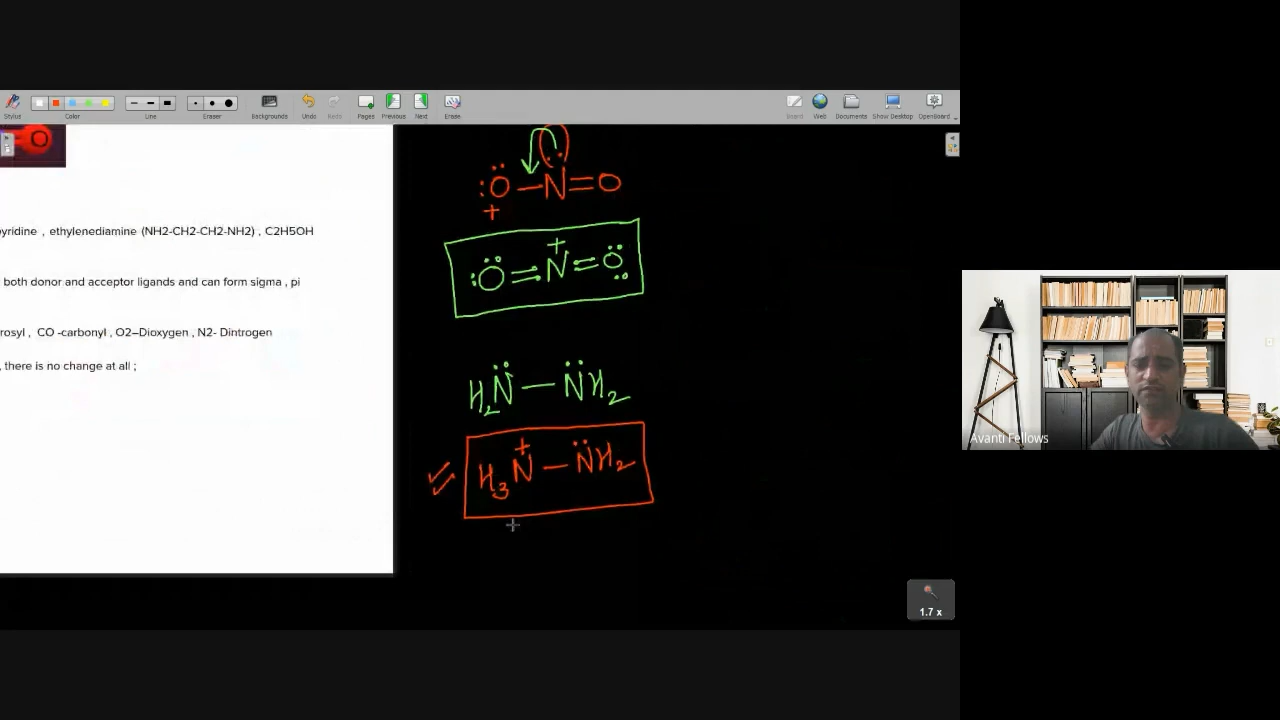 Stylus Color Line Eraser Backgrounds Undo Redo Pages Previous Next Erase Board Web Documents Show Desktop OpenBoard
O
:Ö — N̈ = O
+
pyridine , ethylenediamine (NH2-CH2-CH2-NH2) , C2H5OH
+
:Ö = N = Ö
both donor and acceptor ligands and can form sigma , pi
rosyl , CO -carbonyl , O2–Dioxygen , N2- Dintrogen
, there is no change at all ;
H2N̈ — N̈H2
+
H3N — N̈H2
Avanti Fellows
1.7 x